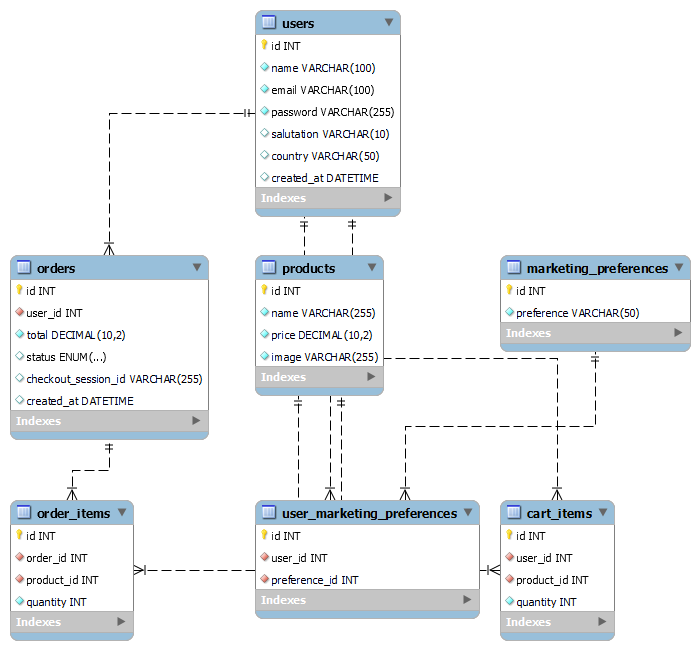 users
id INT
name VARCHAR(100)
email VARCHAR(100)
password VARCHAR(255)
salutation VARCHAR(10)
country VARCHAR(50)
created_at DATETIME
Indexes
orders
id INT
user_id INT
total DECIMAL(10,2)
status ENUM(...)
checkout_session_id VARCHAR(255)
created_at DATETIME
Indexes
products
id INT
name VARCHAR(255)
price DECIMAL(10,2)
image VARCHAR(255)
Indexes
marketing_preferences
id INT
preference VARCHAR(50)
Indexes
order_items
id INT
order_id INT
product_id INT
quantity INT
Indexes
user_marketing_preferences
id INT
user_id INT
preference_id INT
Indexes
cart_items
id INT
user_id INT
product_id INT
quantity INT
Indexes